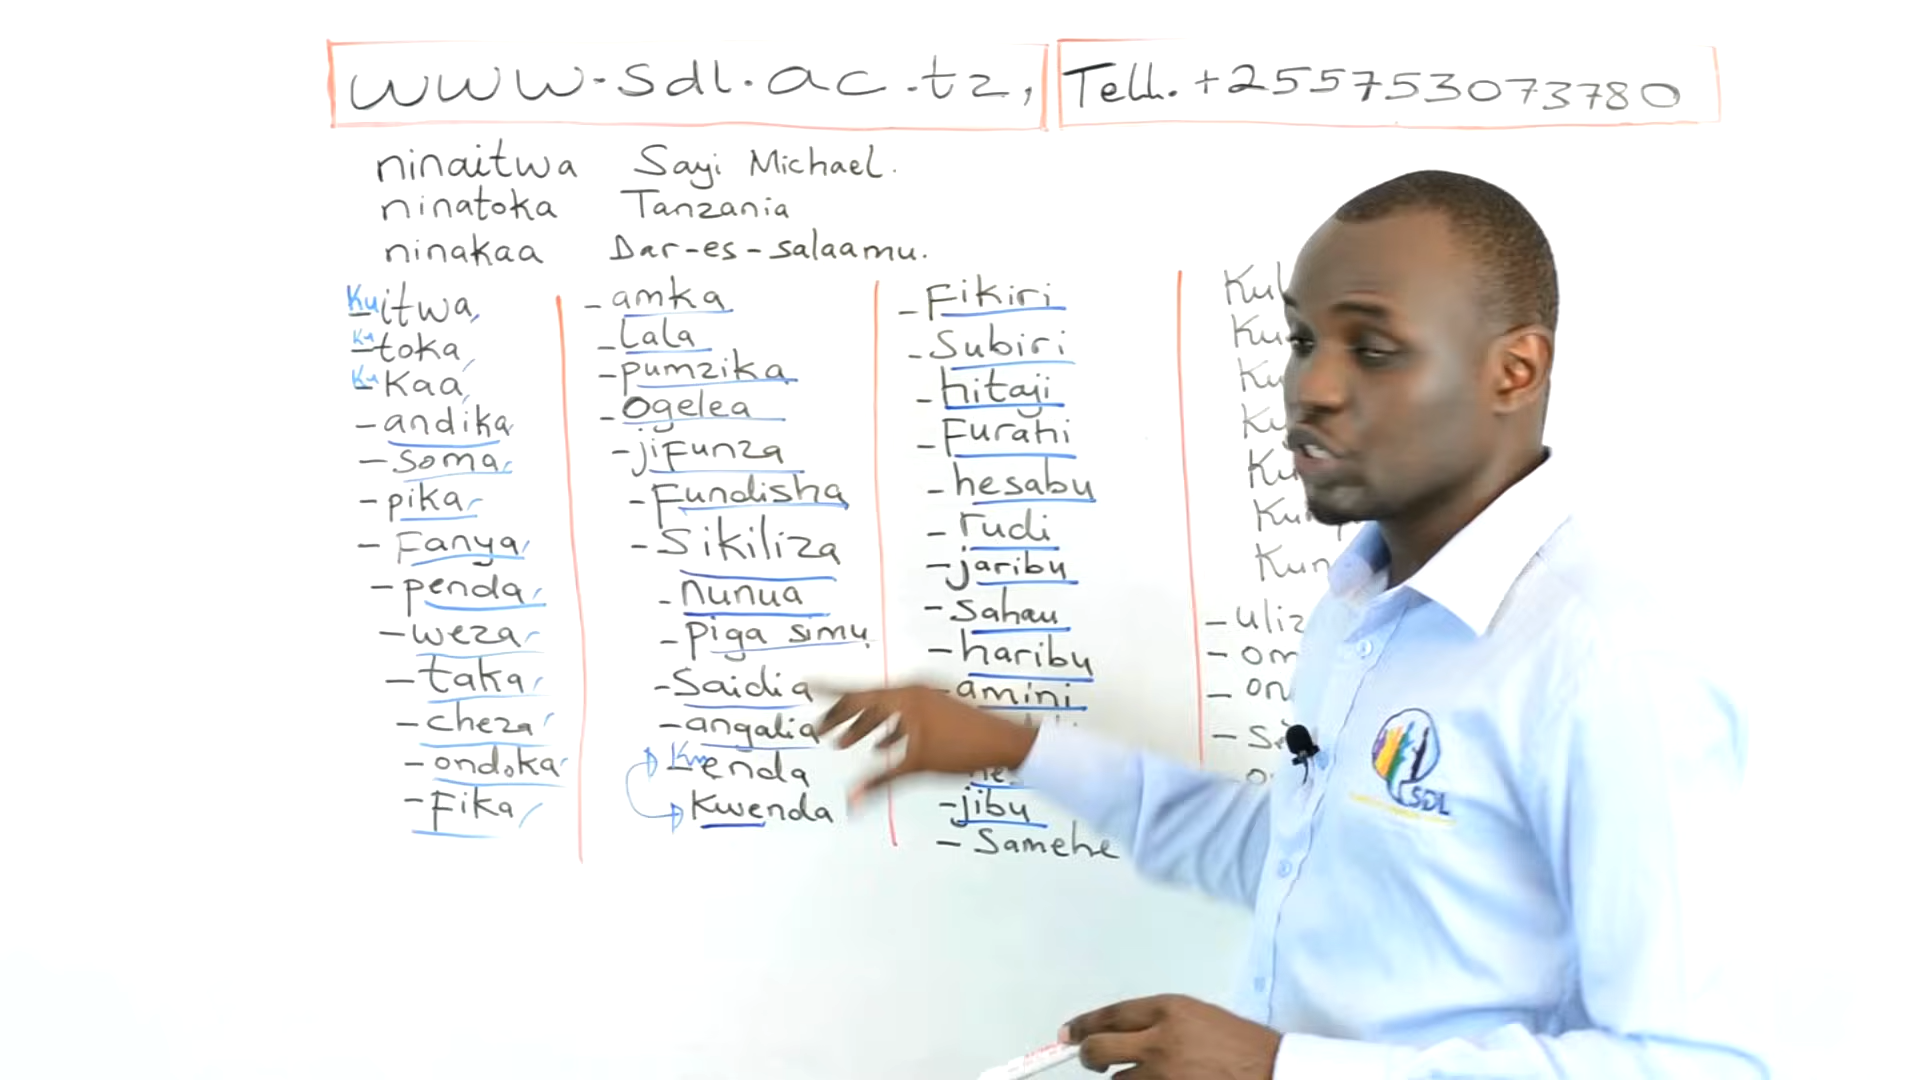 www.sdl.ac.tz,
Tell. +255753073780
ninaitwa Sayi Michael.
ninatoka Tanzania
ninakaa Dar-es-salaamu.
Kuitwa,
Ku-toka,
Ku-Kaa,
-andika
-Soma,
-pika,
-Fanya,
-penda,
-weza,
-taka,
-cheza,
-ondoka,
-Fika,
-amka
-Lala
-pumzika
-Ogelea
-jiFunza
-Fundisha
-Sikiliza
-nunua
-Piga simu
-Saidia
-angalia
-enda
Kwenda
-Fikiri
-Subiri
-hitaji
-Furahi
-hesabu
-rudi
-jaribu
-Sahau
-haribu
-amini
-jibu
-Samehe
SDL